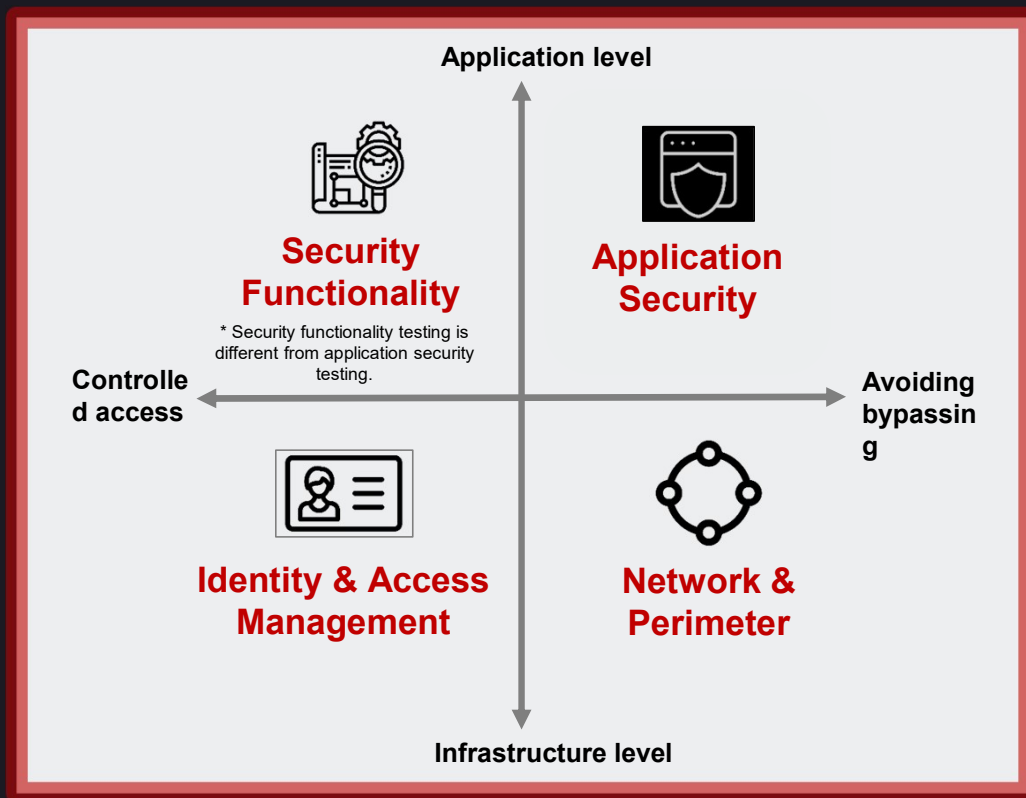 Application level
Security
Functionality
* Security functionality testing is
different from application security
testing.
Application
Security
Controlle
d access
Avoiding
bypassin
g
Identity & Access
Management
Network &
Perimeter
Infrastructure level